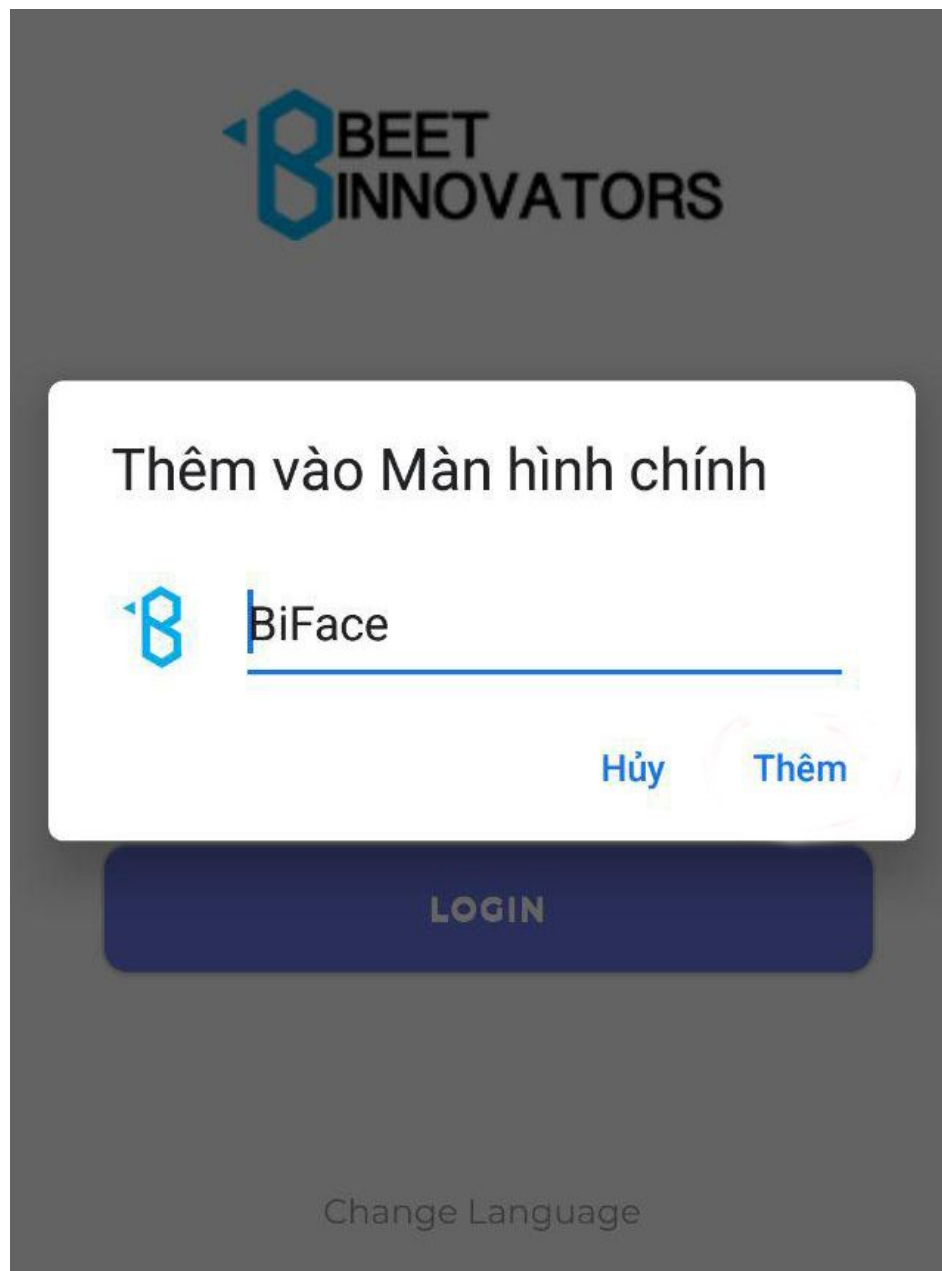 BEET
INNOVATORS
Thêm vào Màn hình chính
BiFace
Hủy Thêm
LOGIN
Change Language